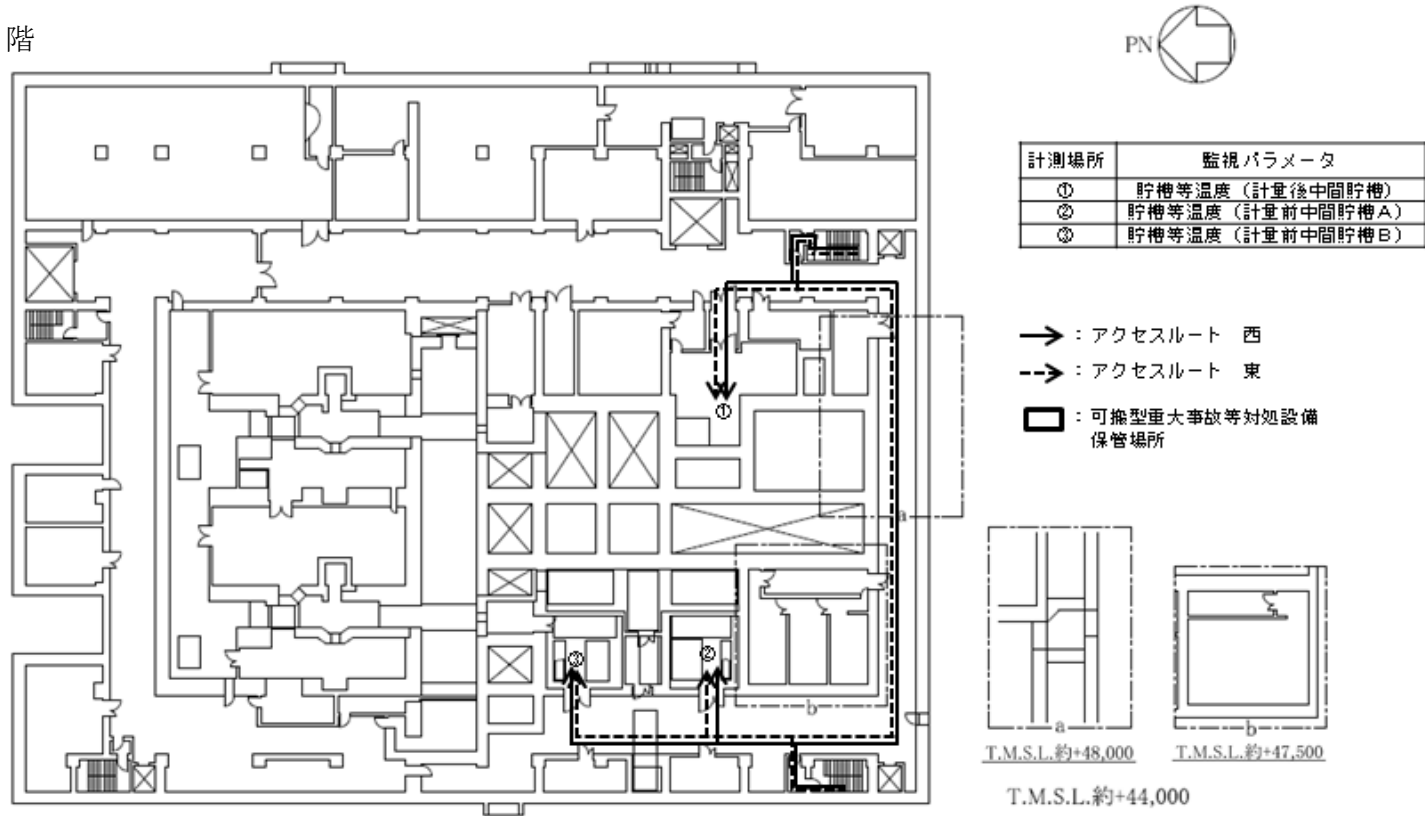 階
PN
計測場所 監視パラメータ
① 貯槽等温度（計量後中間貯槽）
② 貯槽等温度（計量前中間貯槽Ａ）
③ 貯槽等温度（計量前中間貯槽Ｂ）
：アクセスルート　西
：アクセスルート　東
：可搬型重大事故等対処設備
保管場所
①
a
③
②
b
a
T.M.S.L.約+48,000
b
T.M.S.L.約+47,500
T.M.S.L.約+44,000